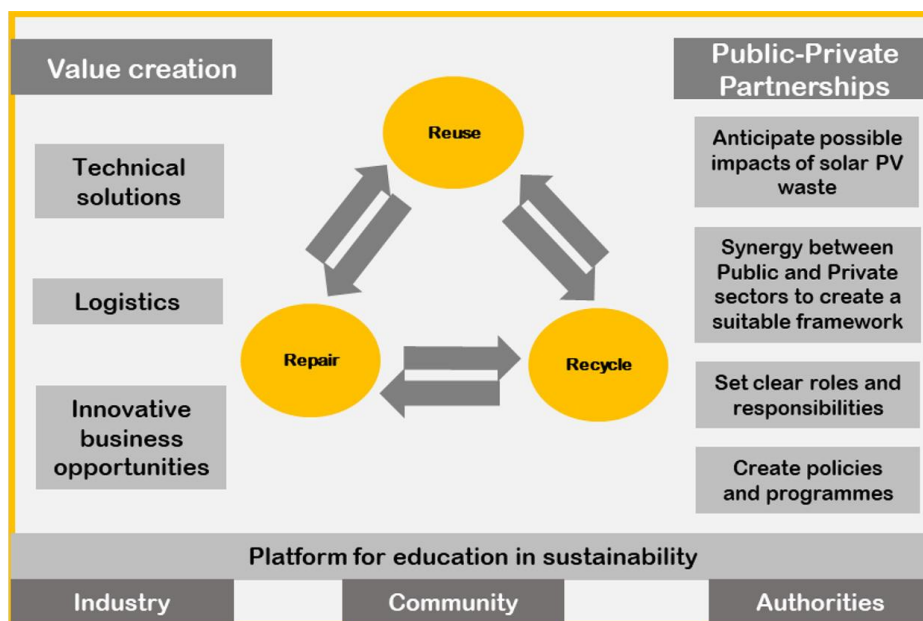 Value creation
Technical
solutions
Logistics
Innovative
business
opportunities
Reuse
Repair
Recycle
Public-Private
Partnerships
Anticipate possible
impacts of solar PV
waste
Synergy between
Public and Private
sectors to create a
suitable framework
Set clear roles and
responsibilities
Create policies
and programmes
Platform for education in sustainability
Industry
Community
Authorities